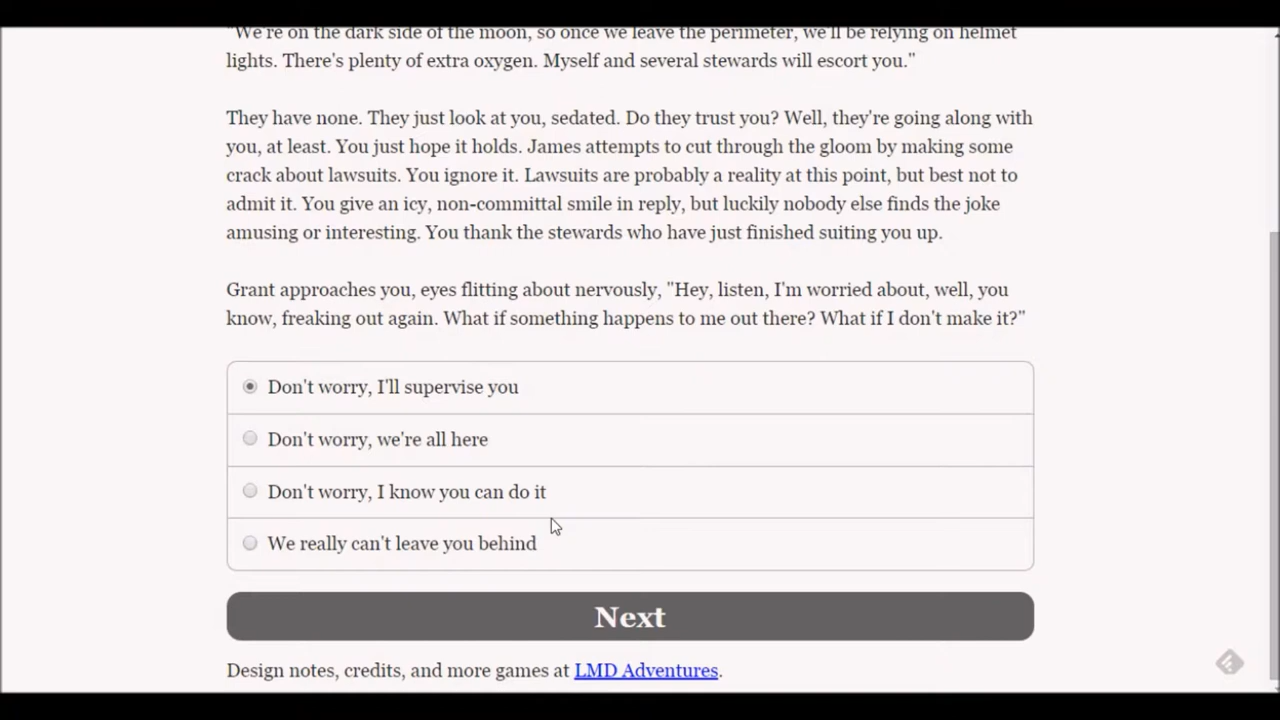 "We're on the dark side of the moon, so once we leave the perimeter, we'll be relying on helmet
lights. There's plenty of extra oxygen. Myself and several stewards will escort you."
They have none. They just look at you, sedated. Do they trust you? Well, they're going along with
you, at least. You just hope it holds. James attempts to cut through the gloom by making some
crack about lawsuits. You ignore it. Lawsuits are probably a reality at this point, but best not to
admit it. You give an icy, non-committal smile in reply, but luckily nobody else finds the joke
amusing or interesting. You thank the stewards who have just finished suiting you up.
Grant approaches you, eyes flitting about nervously, "Hey, listen, I'm worried about, well, you
know, freaking out again. What if something happens to me out there? What if I don't make it?"
Don't worry, I'll supervise you
Don't worry, we're all here
Don't worry, I know you can do it
We really can't leave you behind
Next
Design notes, credits, and more games at LMD Adventures.